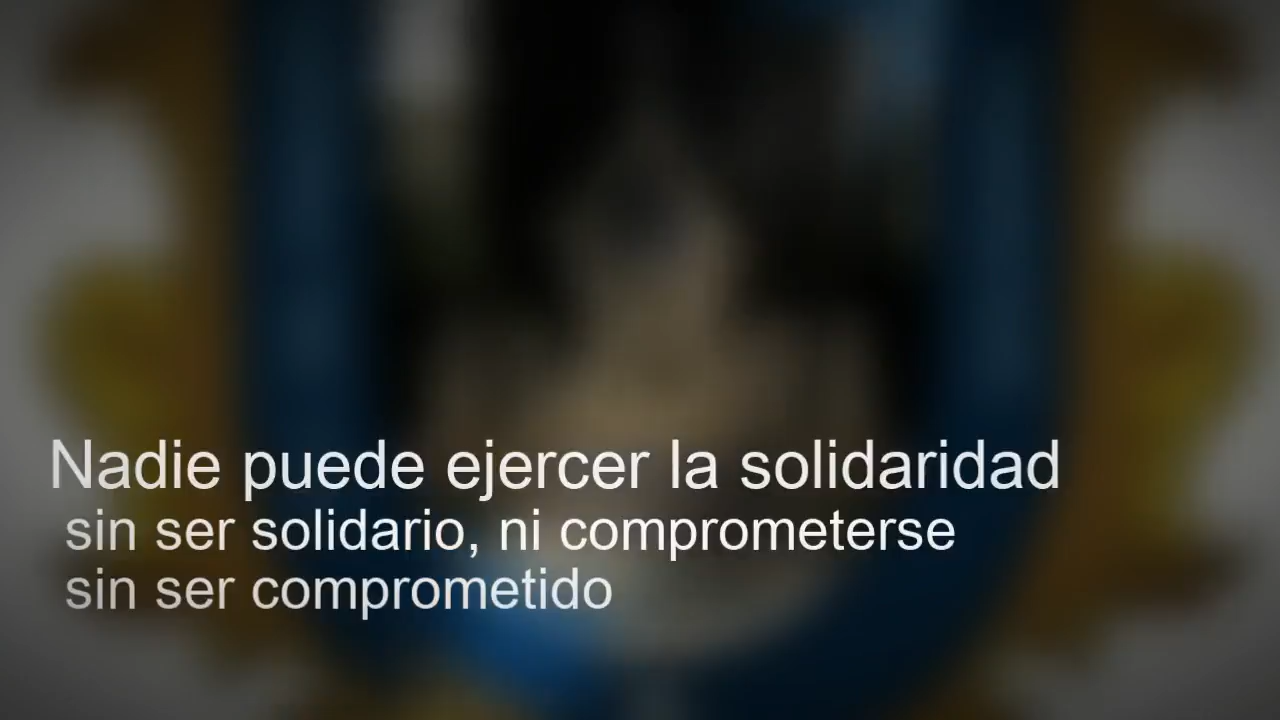 Nadie puede ejercer la solidaridad
sin ser solidario, ni comprometerse
sin ser comprometido